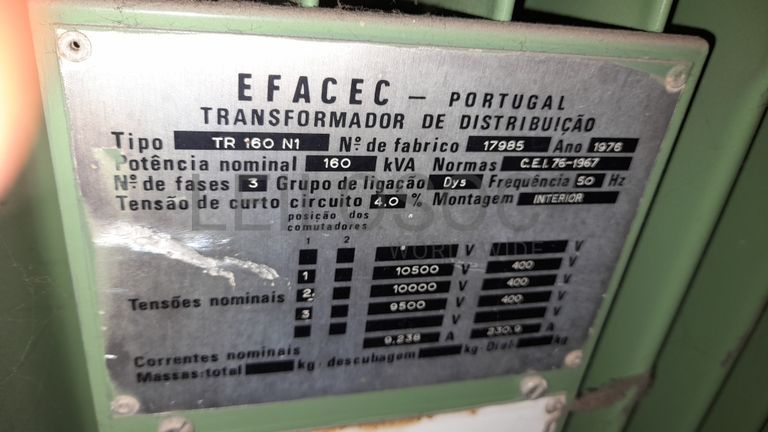 EFACEC — PORTUGAL
TRANSFORMADOR DE DISTRIBUIÇÃO
Tipo TR 160 N1 Nº de fabrico 17985 Ano 1976
Potência nominal 160 kVA Normas C.E.I. 76-1967
Nº de fases 3 Grupo de ligação Dy5 Frequência 50 Hz
Tensão de curto circuito 4.0 % Montagem INTERIOR
posição dos
comutadores
1 2
V V
1 10500 V 400 V
Tensões nominais 2 10000 V 400 V
3 9500 V 400 V
V V
Correntes nominais 9.238 A 230.9 A
Massas: total kg. descubagem kg. Diel. kg
WORLDWIDE